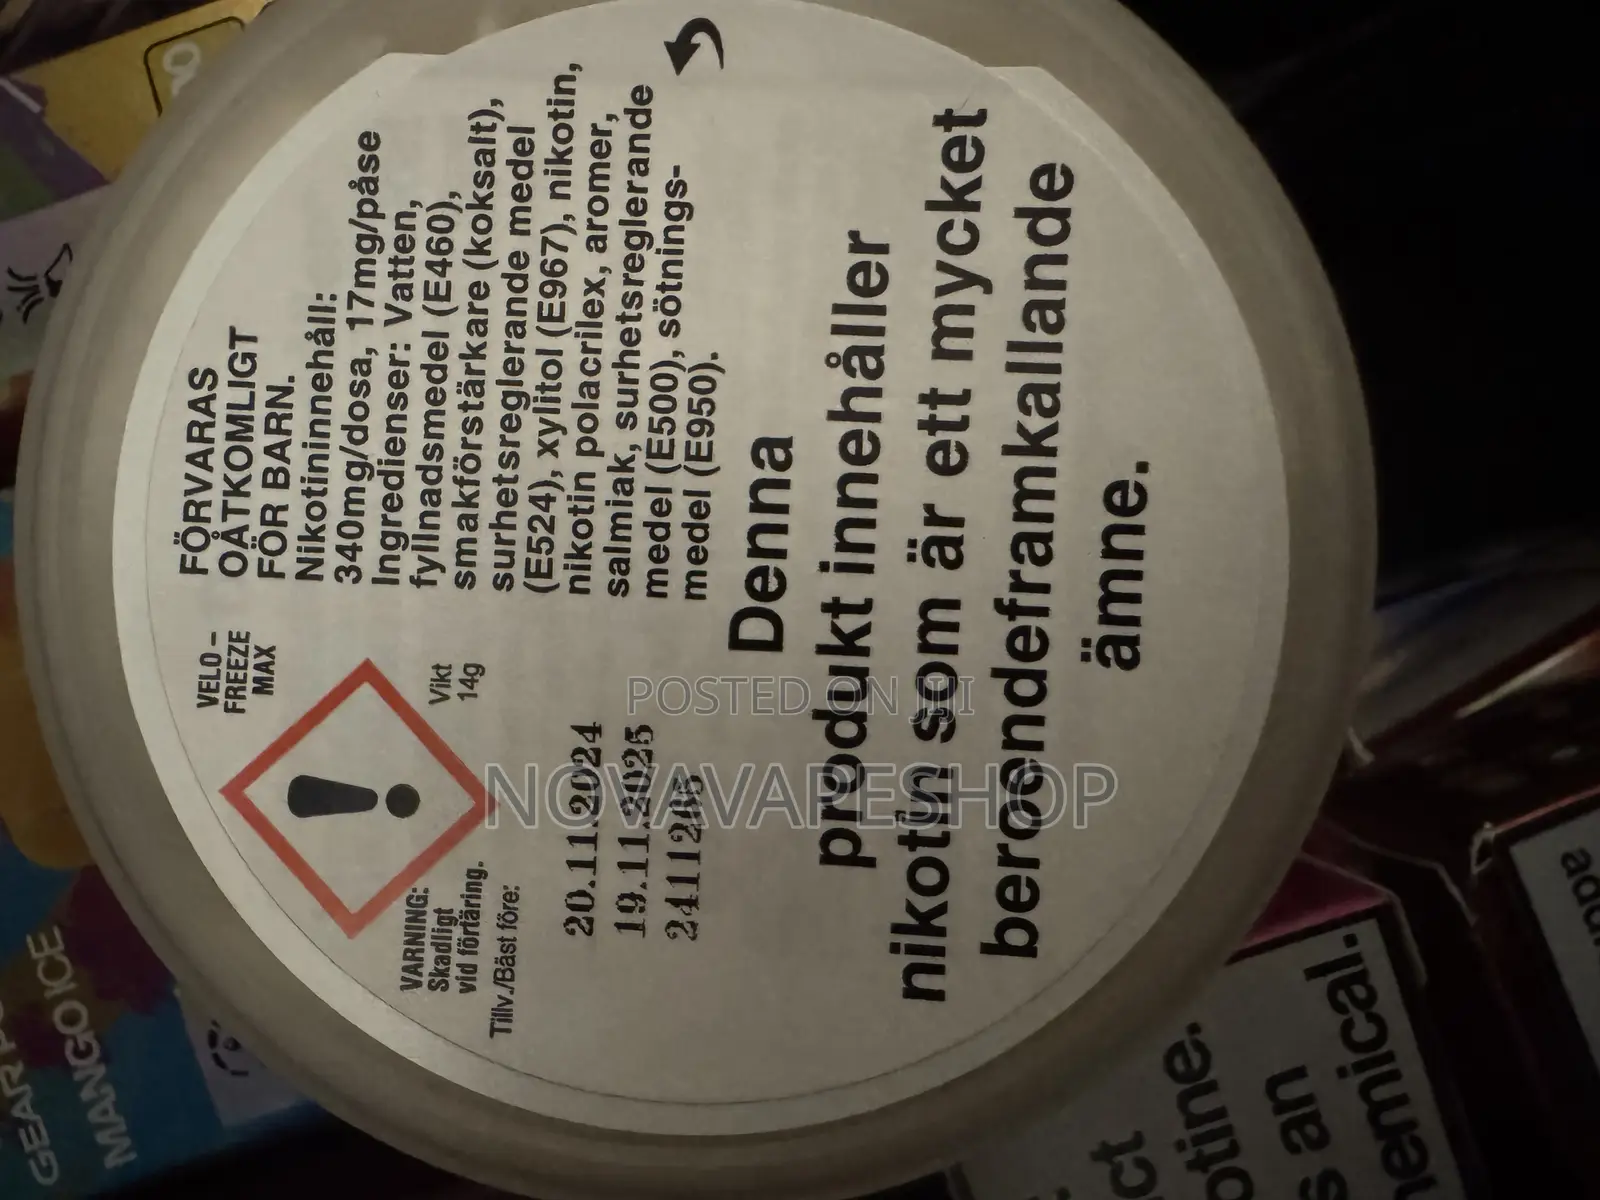 FÖRVARAS
OÅTKOMLIGT
FÖR BARN.
Nikotininnehåll:
340mg/dosa, 17mg/påse
Ingredienser: Vatten,
fyllnadsmedel (E460),
smakförstärkare (koksalt),
surhetsreglerande medel
(E524), xylitol (E967), nikotin,
nikotin polacrilex, aromer,
salmiak, surhetsreglerande
medel (E500), sötnings-
medel (E950).
VELO –
FREEZE
MAX
Vikt
14g
VARNING:
Skadligt
vid förtäring.
Tillv./Bäst före:
20.11.2024
19.11.2025
Denna
produkt innehåller
nikotin som är ett mycket
beroendeframkallande
ämne.
POSTED ON JIJI
NOVAVAPESHOP
MANGO ICE